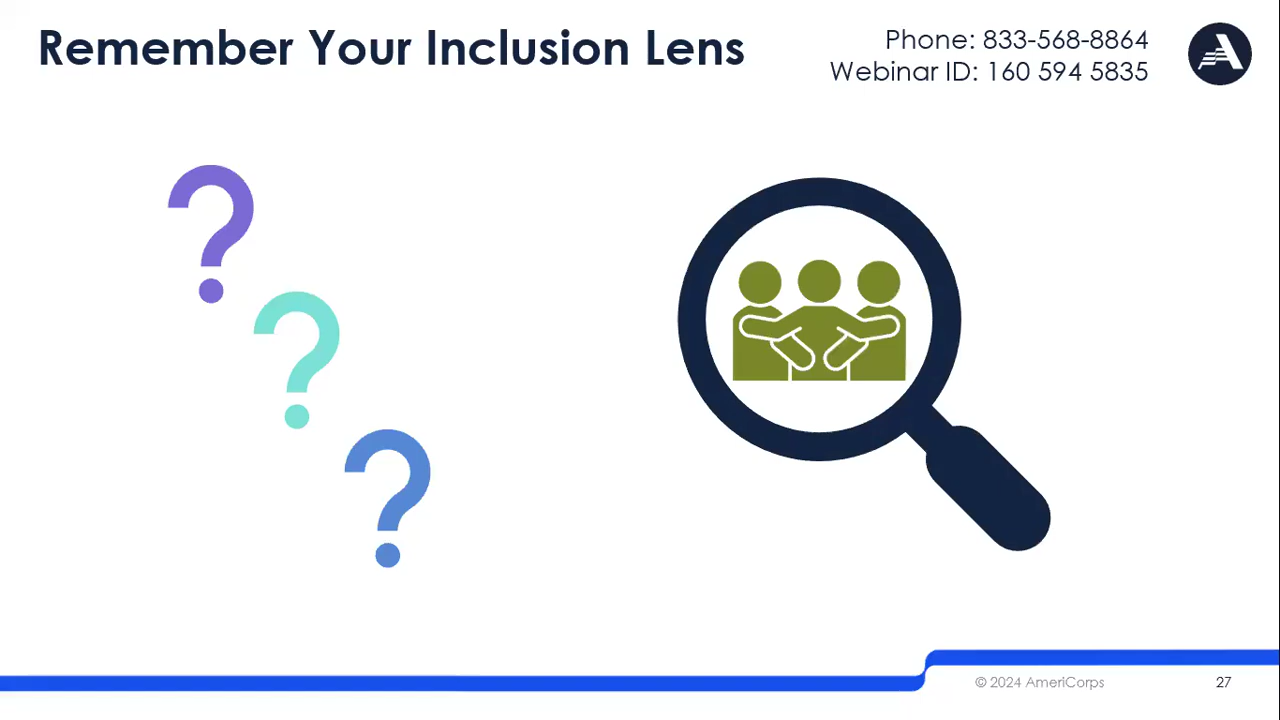 Remember Your Inclusion Lens
Phone: 833-568-8864
Webinar ID: 160 594 5835
?
?
?
© 2024 AmeriCorps
27